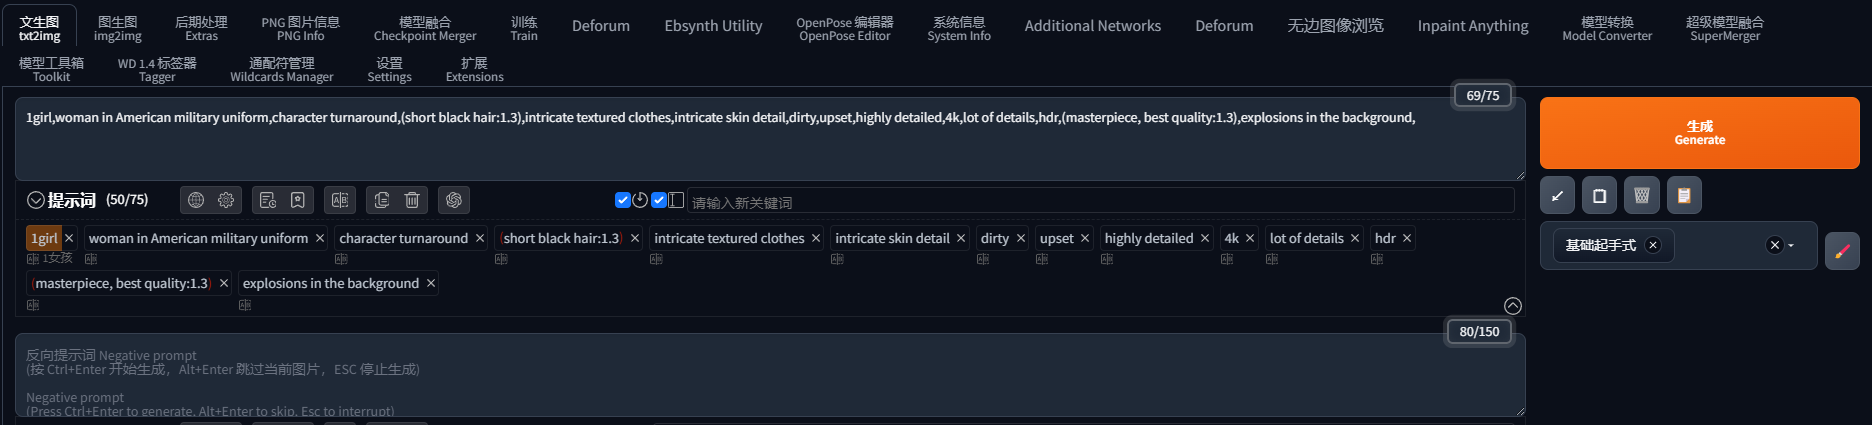 文生图 图生图 后期处理 PNG 图片信息 模型融合 训练 Deforum Ebsynth Utility OpenPose 编辑器 系统信息 Additional Networks Deforum 无边图像浏览 Inpaint Anything 模型转换 超级模型融合
txt2img img2img Extras PNG Info Checkpoint Merger Train OpenPose Editor System Info Model Converter SuperMerger
模型工具箱 WD 1.4 标签器 通配符管理 设置 扩展
Toolkit Tagger Wildcards Manager Settings Extensions
69/75
1girl,woman in American military uniform,character turnaround,(short black hair:1.3),intricate textured clothes,intricate skin detail,dirty,upset,highly detailed,4k,lot of details,hdr,(masterpiece, best quality:1.3),explosions in the background,
生成
Generate
提示词 (50/75) 请输入新关键词
1girl × woman in American military uniform × character turnaround × (short black hair:1.3) × intricate textured clothes × intricate skin detail × dirty × upset × highly detailed × 4k × lot of details × hdr ×
1女孩
(masterpiece, best quality:1.3) × explosions in the background ×
基础起手式 ×
80/150
反向提示词 Negative prompt
(按 Ctrl+Enter 开始生成，Alt+Enter 跳过当前图片，ESC 停止生成)
Negative prompt
(Press Ctrl+Enter to generate, Alt+Enter to skip, Esc to interrupt)